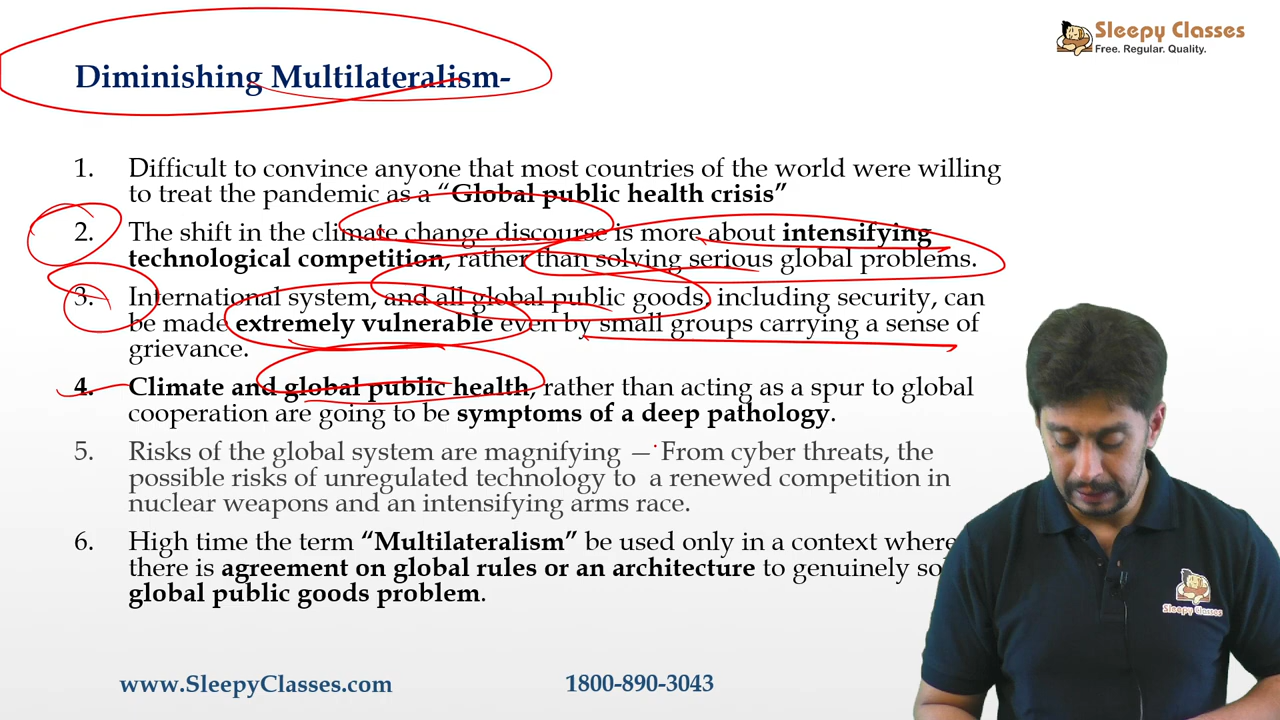 Sleepy Classes
Free. Regular. Quality.
Diminishing Multilateralism-
1. Difficult to convince anyone that most countries of the world were willing
to treat the pandemic as a “Global public health crisis”
2. The shift in the climate change discourse is more about intensifying
technological competition, rather than solving serious global problems.
3. International system, and all global public goods, including security, can
be made extremely vulnerable even by small groups carrying a sense of
grievance.
4. Climate and global public health, rather than acting as a spur to global
cooperation are going to be symptoms of a deep pathology.
5. Risks of the global system are magnifying — From cyber threats, the
possible risks of unregulated technology to a renewed competition in
nuclear weapons and an intensifying arms race.
6. High time the term “Multilateralism” be used only in a context where
there is agreement on global rules or an architecture to genuinely so
global public goods problem.
Sleepy Classes
www.SleepyClasses.com
1800-890-3043